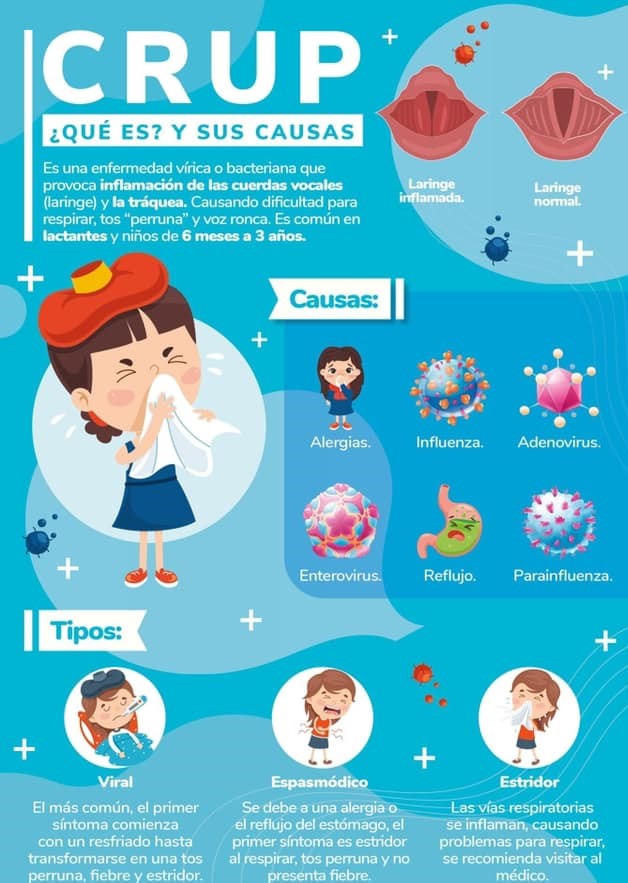 CRUP
¿QUÉ ES? Y SUS CAUSAS
Es una enfermedad vírica o bacteriana que
provoca inflamación de las cuerdas vocales
(laringe) y la tráquea. Causando dificultad para
respirar, tos “perruna” y voz ronca. Es común en
lactantes y niños de 6 meses a 3 años.
Laringe
inflamada.
Laringe
normal.
Causas:
Alergias.
Influenza.
Adenovirus.
Enterovirus.
Reflujo.
Parainfluenza.
Tipos:
Viral
El más común, el primer
síntoma comienza
con un resfriado hasta
transformarse en una tos
perruna, fiebre y estridor.
Espasmódico
Se debe a una alergia o
el reflujo del estómago, el
primer síntoma es estridor
al respirar, tos perruna y no
presenta fiebre.
Estridor
Las vías respiratorias
se inflaman, causando
problemas para respirar,
se recomienda visitar al
médico.